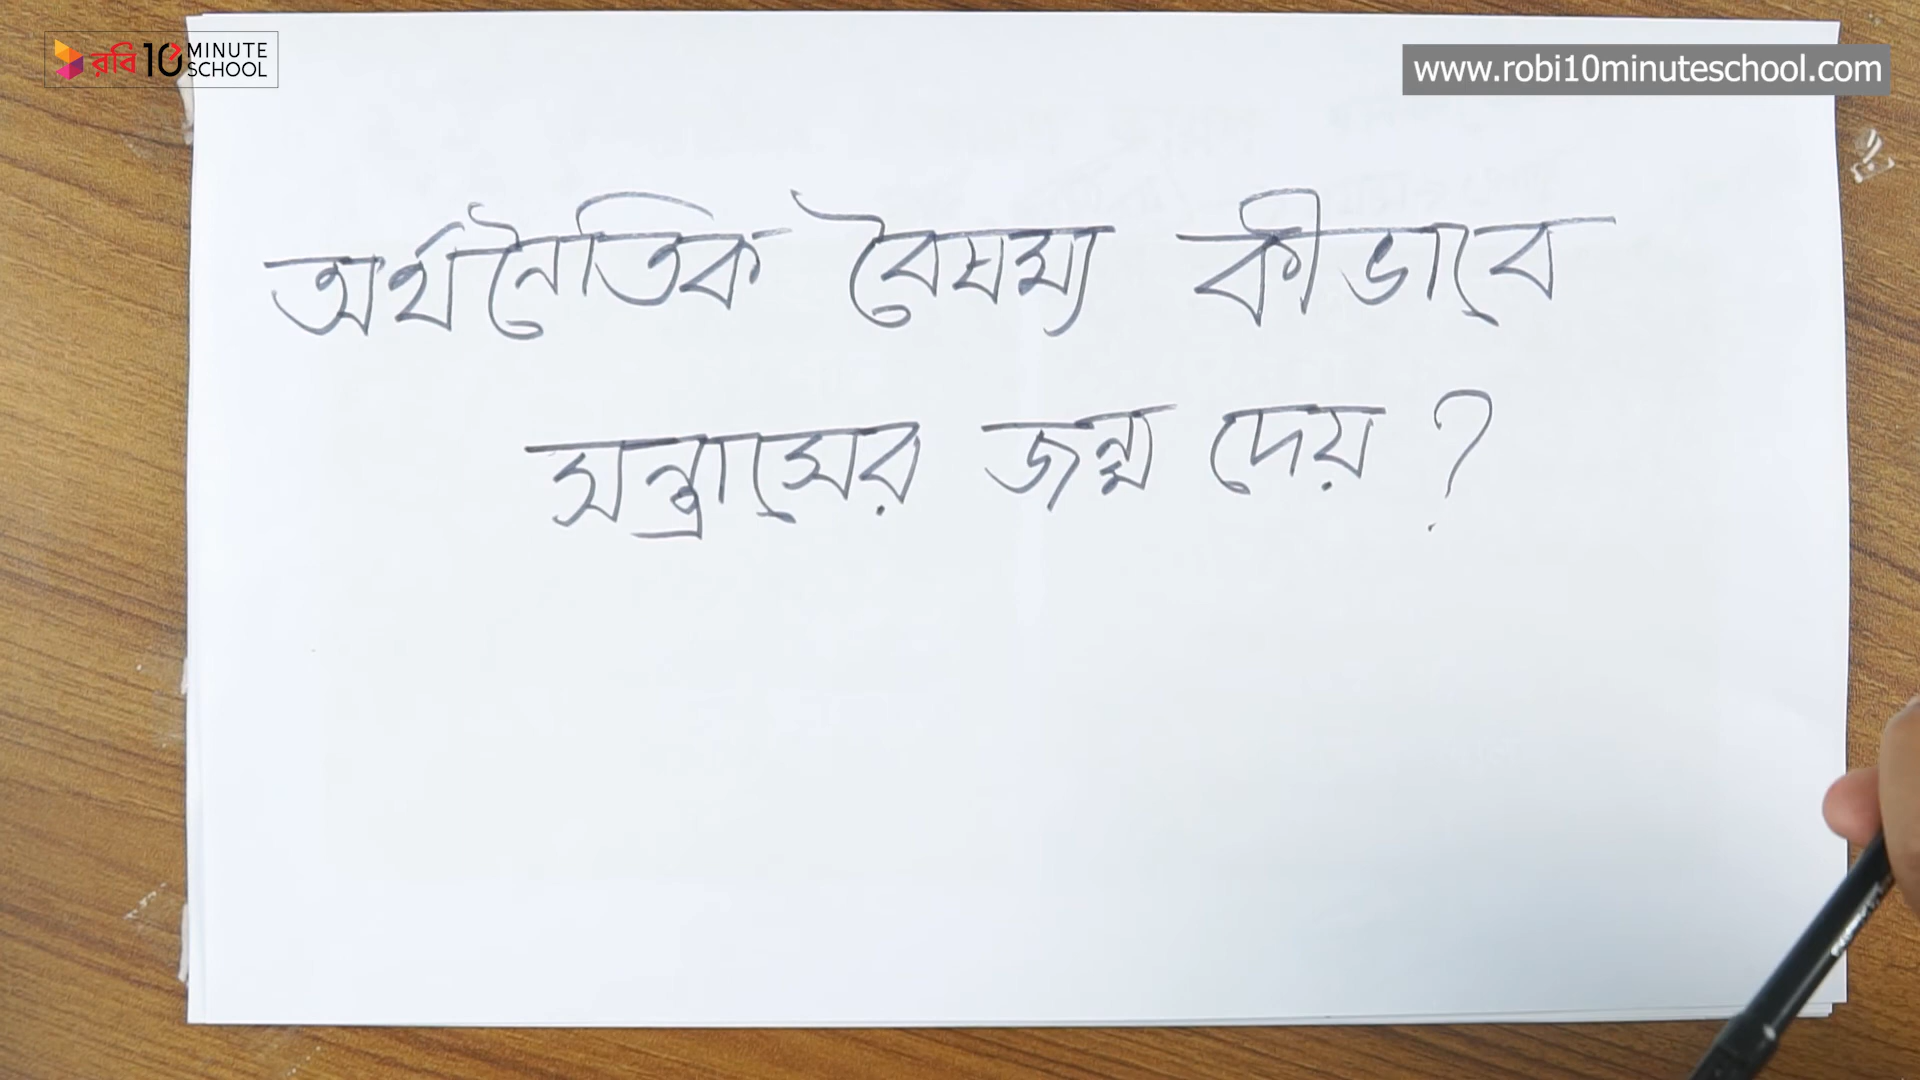 রবি 10 MINUTE SCHOOL
www.robi10minuteschool.com
অর্থনৈতিক বৈষম্য কীভাবে
সন্ত্রাসের জন্ম দেয় ?